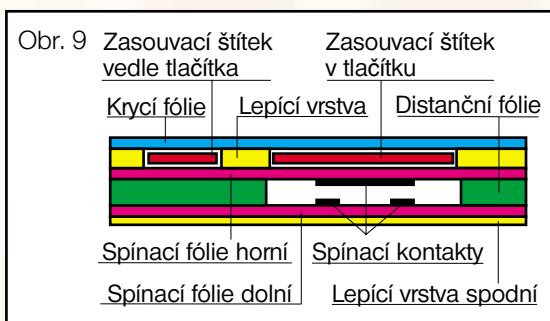 Obr. 9
Zasouvací štítek
vedle tlačítka
Zasouvací štítek
v tlačítku
Krycí fólie
Lepící vrstva
Distanční fólie
Spínací fólie horní
Spínací kontakty
Spínací fólie dolní
Lepící vrstva spodní